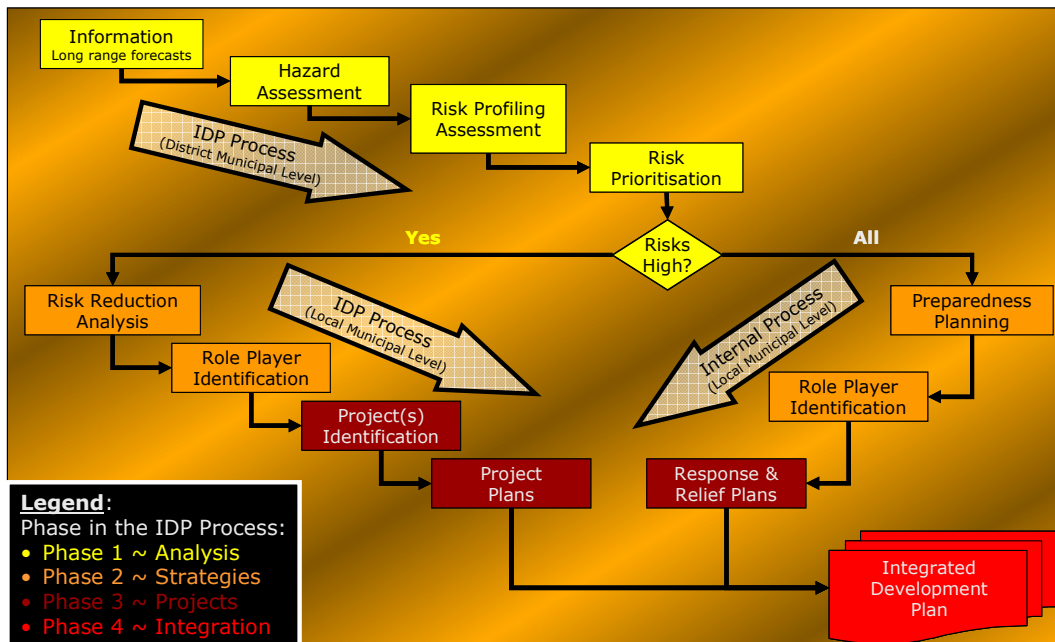 Information
Long range forecasts
Hazard
Assessment
Risk Profiling
Assessment
IDP Process
(District Municipal Level)
Risk
Prioritisation
Yes
Risks
High?
All
Risk Reduction
Analysis
IDP Process
(Local Municipal Level)
Internal Process
(Local Municipal Level)
Preparedness
Planning
Role Player
Identification
Role Player
Identification
Project(s)
Identification
Project
Plans
Response &
Relief Plans
Legend:
Phase in the IDP Process:
• Phase 1 ~ Analysis
• Phase 2 ~ Strategies
• Phase 3 ~ Projects
• Phase 4 ~ Integration
Integrated
Development
Plan